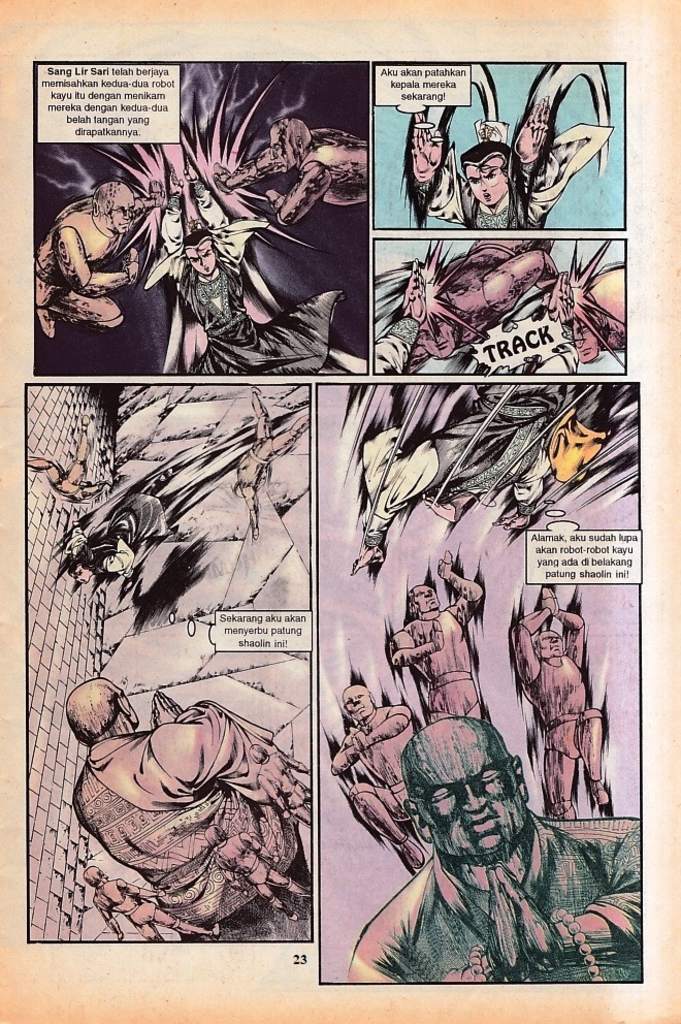 Sang Lir Sari telah berjaya
memisahkan kedua-dua robot
kayu itu dengan menikam
mereka dengan kedua-dua
belah tangan yang
dirapatkannya.
Aku akan patahkan
kepala mereka
sekarang!
TRACK
Sekarang aku akan
menyerbu patung
shaolin ini!
Alamak, aku sudah lupa
akan robot-robot kayu
yang ada di belakang
patung shaolin ini!
23